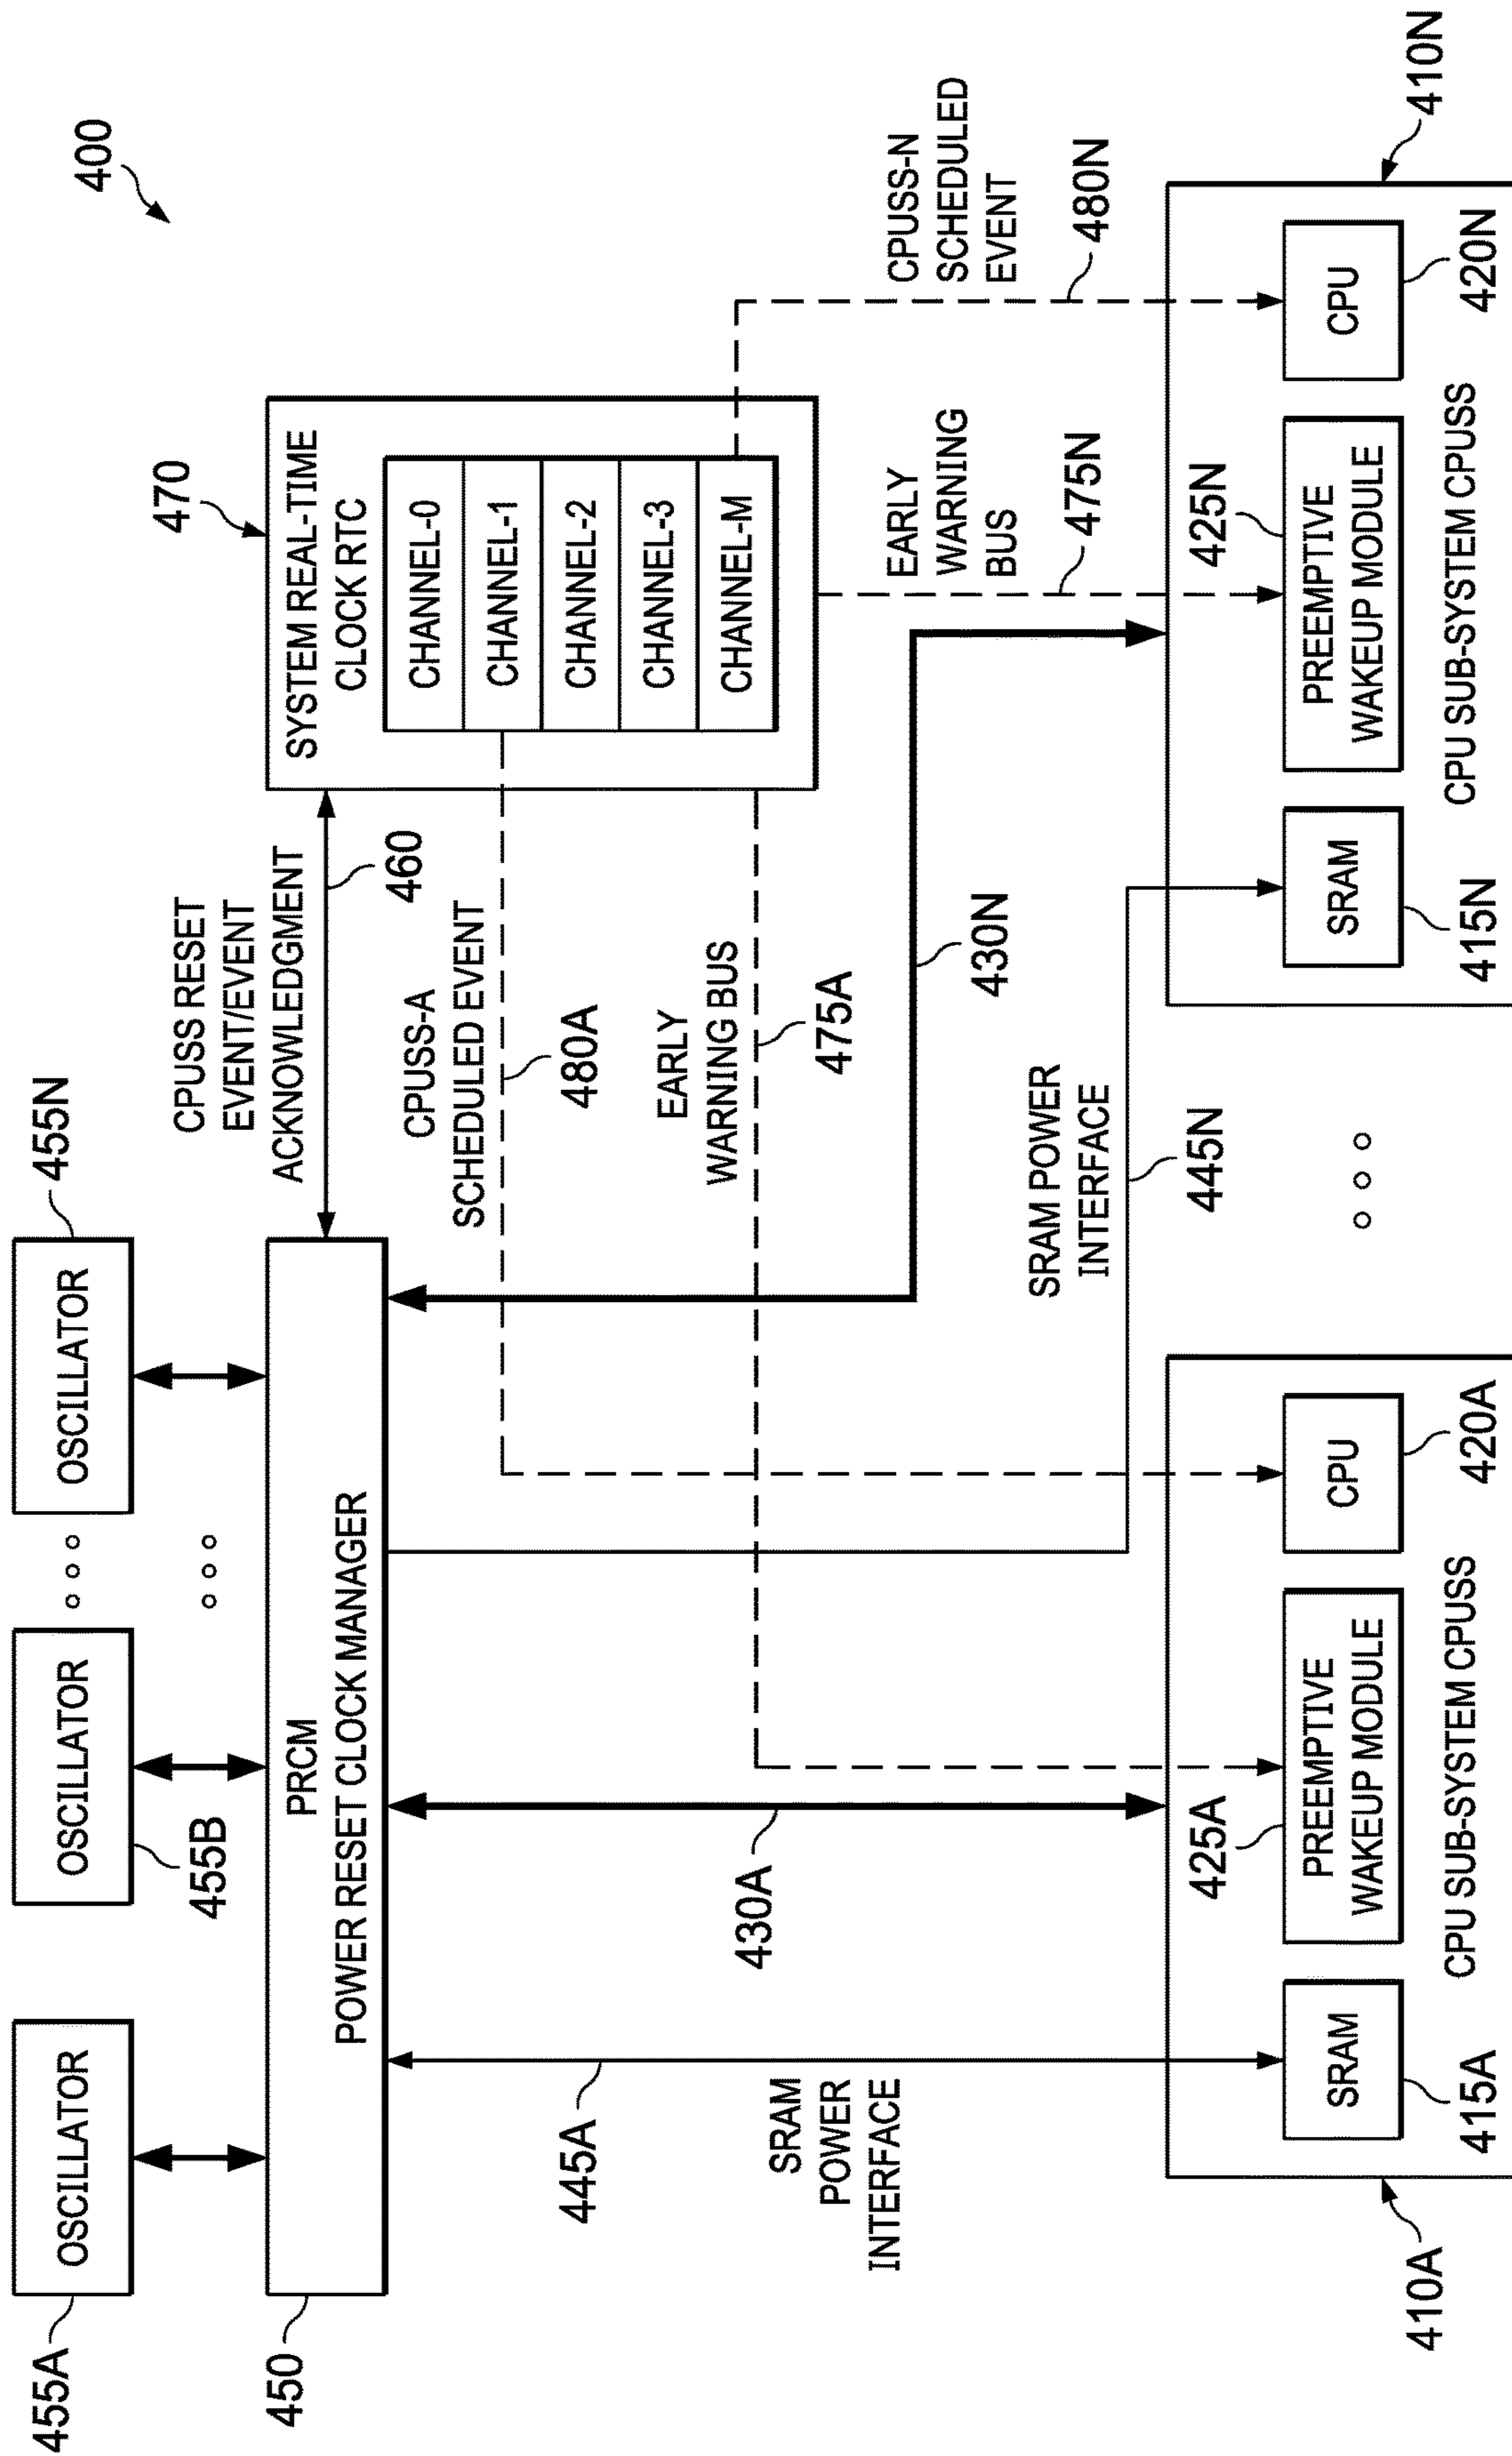 400
455A
OSCILLATOR
OSCILLATOR
455B
OSCILLATOR
455N
450
PRCM
POWER RESET CLOCK MANAGER
CPUSS RESET
EVENT/EVENT
ACKNOWLEDGMENT
460
470
SYSTEM REAL-TIME
CLOCK RTC
CHANNEL-0
CHANNEL-1
CHANNEL-2
CHANNEL-3
CHANNEL-M
CPUSS-A
SCHEDULED EVENT
480A
EARLY
WARNING BUS
475A
CPUSS-N
SCHEDULED
EVENT
480N
EARLY
WARNING
BUS
475N
445A
SRAM
POWER
INTERFACE
430A
430N
SRAM POWER
INTERFACE
445N
410A
SRAM
415A
425A
PREEMPTIVE
WAKEUP MODULE
CPU
420A
CPU SUB-SYSTEM CPUSS
SRAM
415N
425N
PREEMPTIVE
WAKEUP MODULE
CPU
420N
CPU SUB-SYSTEM CPUSS
410N